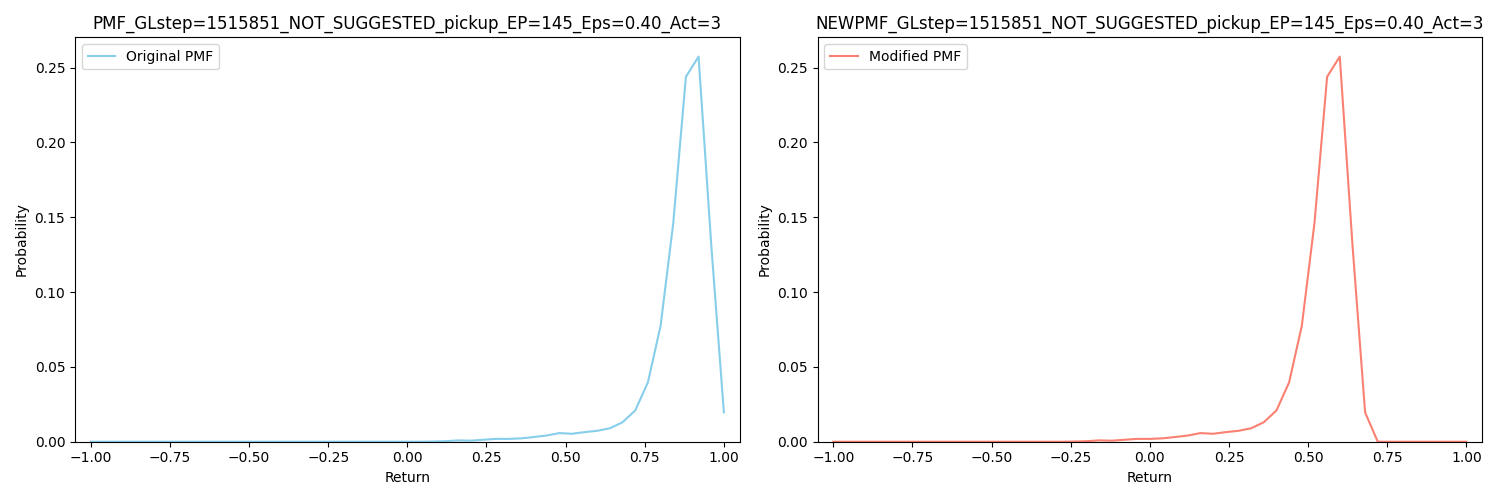 PMF_GLstep=1515851_NOT_SUGGESTED_pickup_EP=145_Eps=0.40_Act=3
Original PMF
0.25
0.20
0.15
0.10
0.05
0.00
Probability
−1.00 −0.75 −0.50 −0.25 0.00 0.25 0.50 0.75 1.00
Return
NEWPMF_GLstep=1515851_NOT_SUGGESTED_pickup_EP=145_Eps=0.40_Act=3
Modified PMF
0.25
0.20
0.15
0.10
0.05
0.00
Probability
−1.00 −0.75 −0.50 −0.25 0.00 0.25 0.50 0.75 1.00
Return